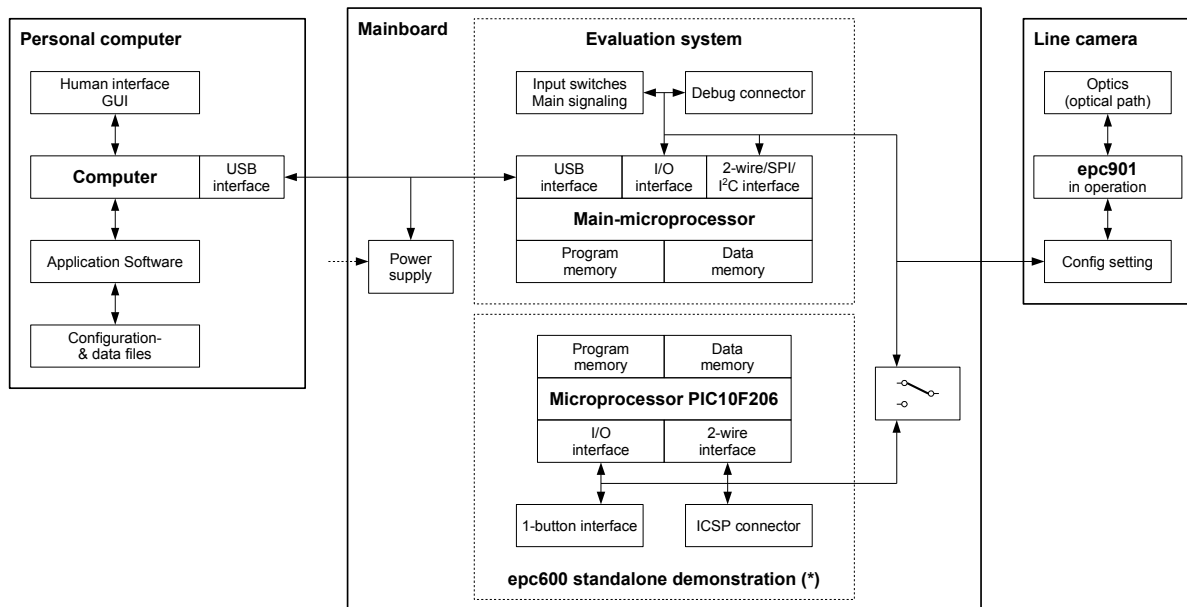 Personal computer
Human interface
GUI
Computer
USB
interface
Application Software
Configuration-
& data files
Mainboard
Evaluation system
Input switches
Main signaling
Debug connector
USB
interface
I/O
interface
2-wire/SPI/
I²C interface
Main-microprocessor
Program
memory
Data
memory
Power
supply
Program
memory
Data
memory
Microprocessor PIC10F206
I/O
interface
2-wire
interface
1-button interface
ICSP connector
epc600 standalone demonstration (*)
Line camera
Optics
(optical path)
epc901
in operation
Config setting